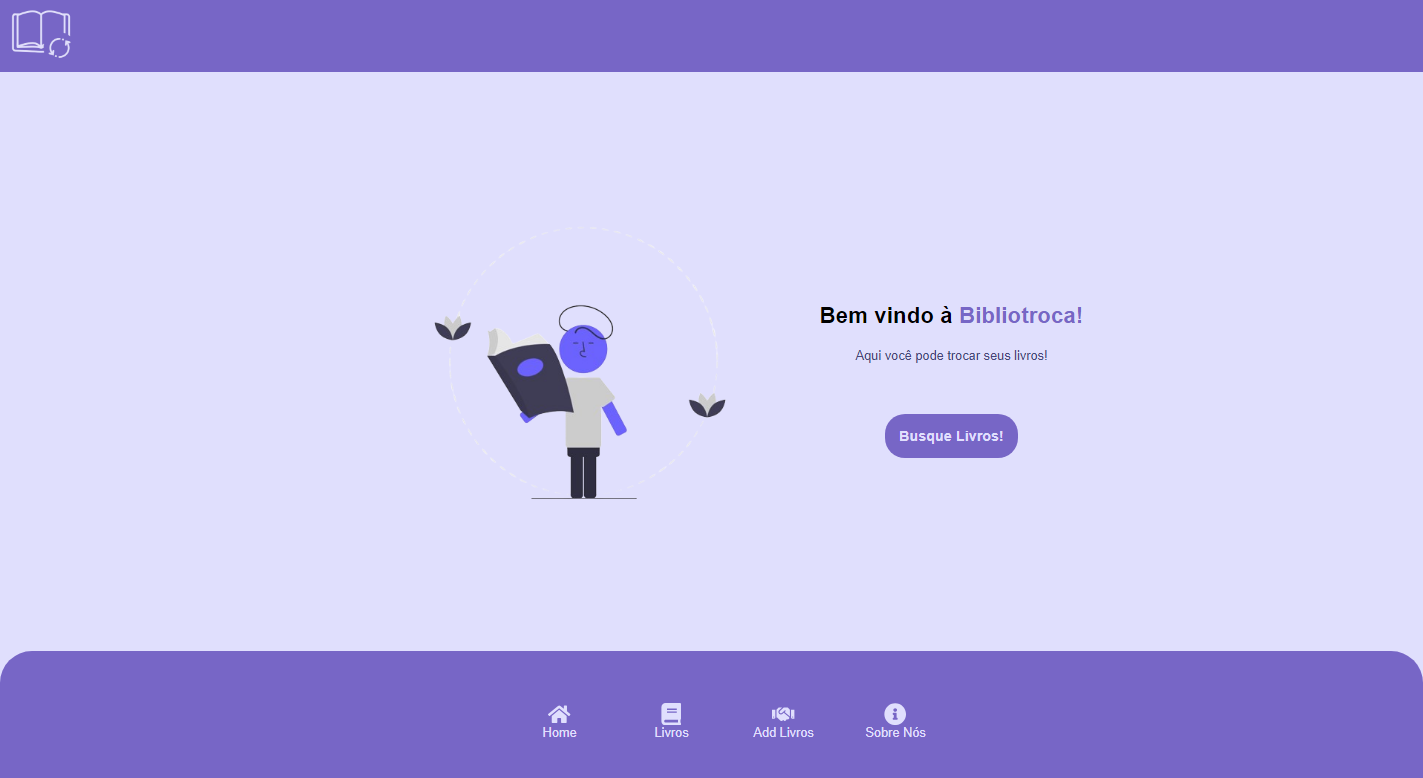 Bem vindo à Bibliotroca!
Aqui você pode trocar seus livros!
Busque Livros!
Home
Livros
Add Livros
Sobre Nós